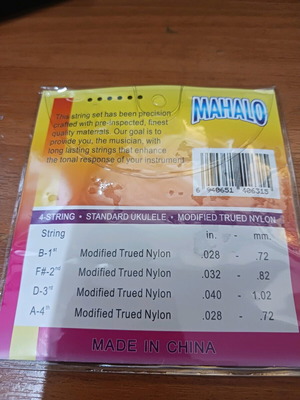 MAHALO
This string set has been precision
crafted with pre-inspected, finest
quality materials. Our goal is to
provide you, the musician, with
long lasting strings that enhance
the tonal response of your instrument
6 940651 606315
4-STRING • STANDARD UKULELE • MODIFIED TRUED NYLON
String in. - mm.
B-1st Modified Trued Nylon .028 - .72
F#-2nd Modified Trued Nylon .032 - .82
D-3rd Modified Trued Nylon .040 - 1.02
A-4th Modified Trued Nylon .028 - .72
MADE IN CHINA